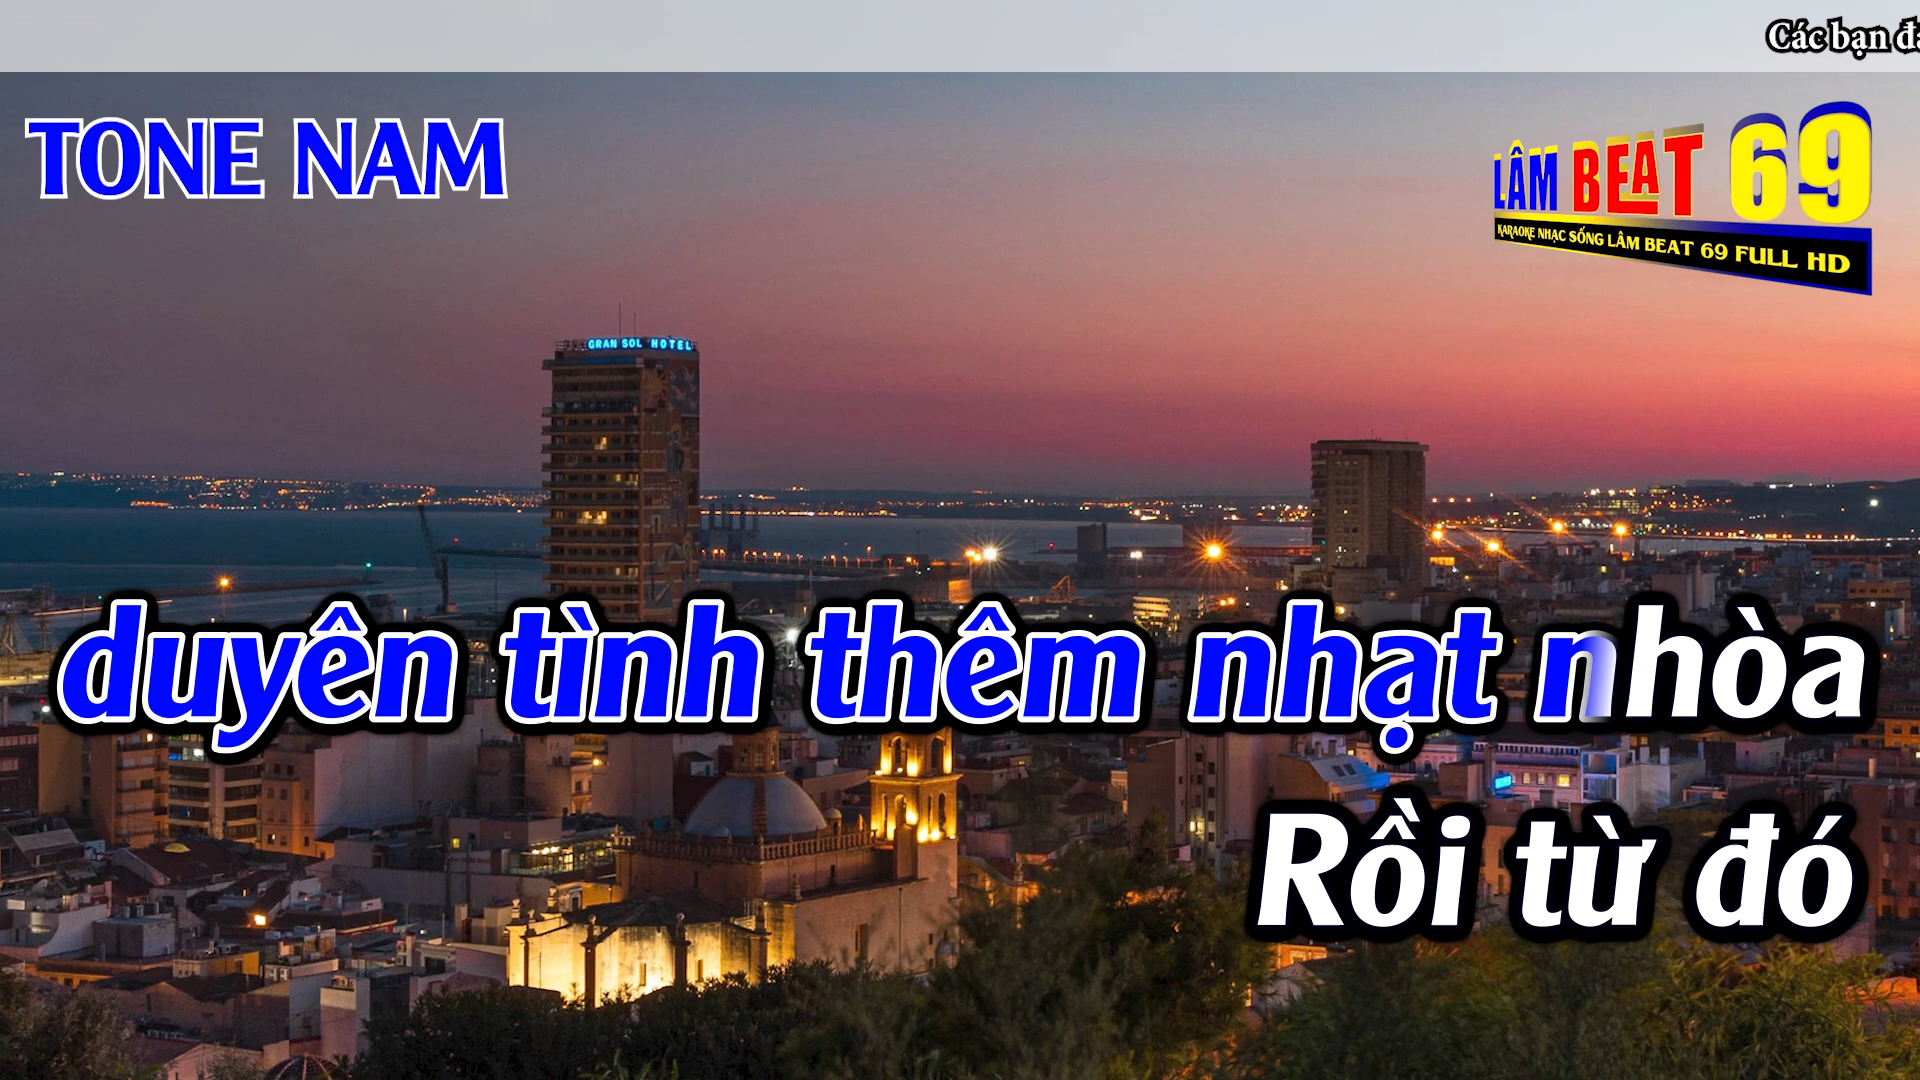 Các bạn đa
TONE NAM
LÂM BEAT 69
KARAOKE NHẠC SỐNG LÂM BEAT 69 FULL HD
GRAN SOL HOTEL
duyên tình thêm nhạt nhòa
Rồi từ đó